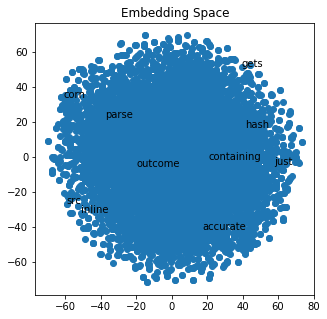 Embedding Space
60
40
20
0
−20
−40
−60
gets
com
parse
hash
outcome
containing
just
src
inline
accurate
−60
−40
−20
0
20
40
60
80